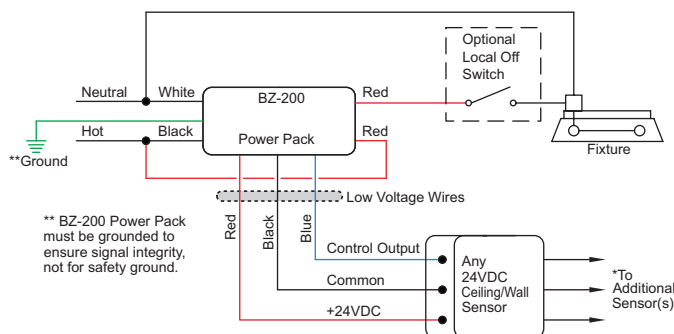 Optional
Local Off
Switch
Neutral
White
BZ-200
Red
Hot
Black
Power Pack
Red
**Ground
Fixture
Low Voltage Wires
** BZ-200 Power Pack
must be grounded to
ensure signal integrity,
not for safety ground.
Red
Black
Blue
Control Output
Common
+24VDC
Any
24VDC
Ceiling/Wall
Sensor
*To
Additional
Sensor(s)